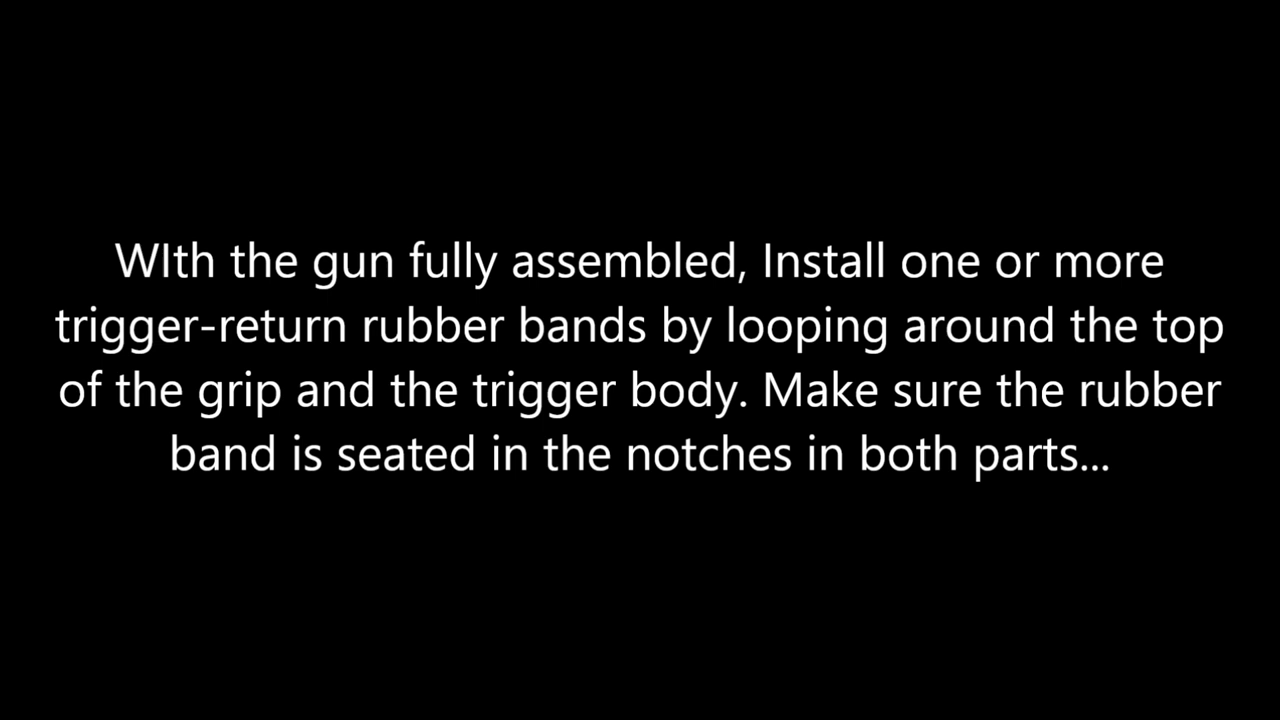 WIth the gun fully assembled, Install one or more
trigger-return rubber bands by looping around the top
of the grip and the trigger body. Make sure the rubber
band is seated in the notches in both parts...